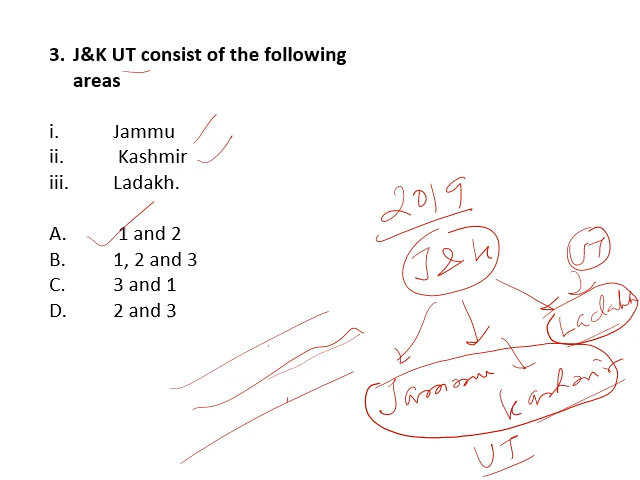 3. J&K UT consist of the following
areas
i. Jammu
ii. Kashmir
iii. Ladakh.
A. 1 and 2
B. 1, 2 and 3
C. 3 and 1
D. 2 and 3
2019
J&K
UT
Ladakh
Jammu
Kashmir
UT